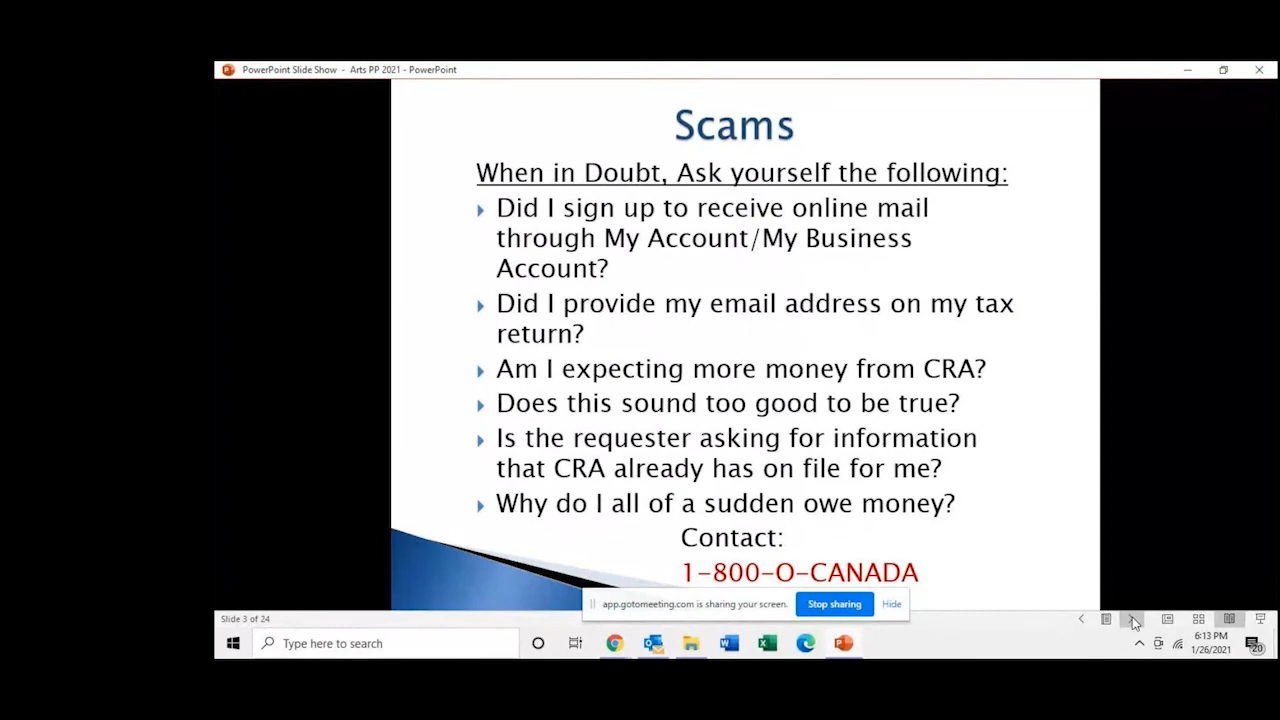 PowerPoint Slide Show - Arts PP 2021 - PowerPoint
Scams
When in Doubt, Ask yourself the following:
Did I sign up to receive online mail
through My Account/My Business
Account?
Did I provide my email address on my tax
return?
Am I expecting more money from CRA?
Does this sound too good to be true?
Is the requester asking for information
that CRA already has on file for me?
Why do I all of a sudden owe money?
Contact:
1-800-O-CANADA
app.gotomeeting.com is sharing your screen.
Stop sharing
Hide
Slide 3 of 24
Type here to search
6:13 PM
1/26/2021
20